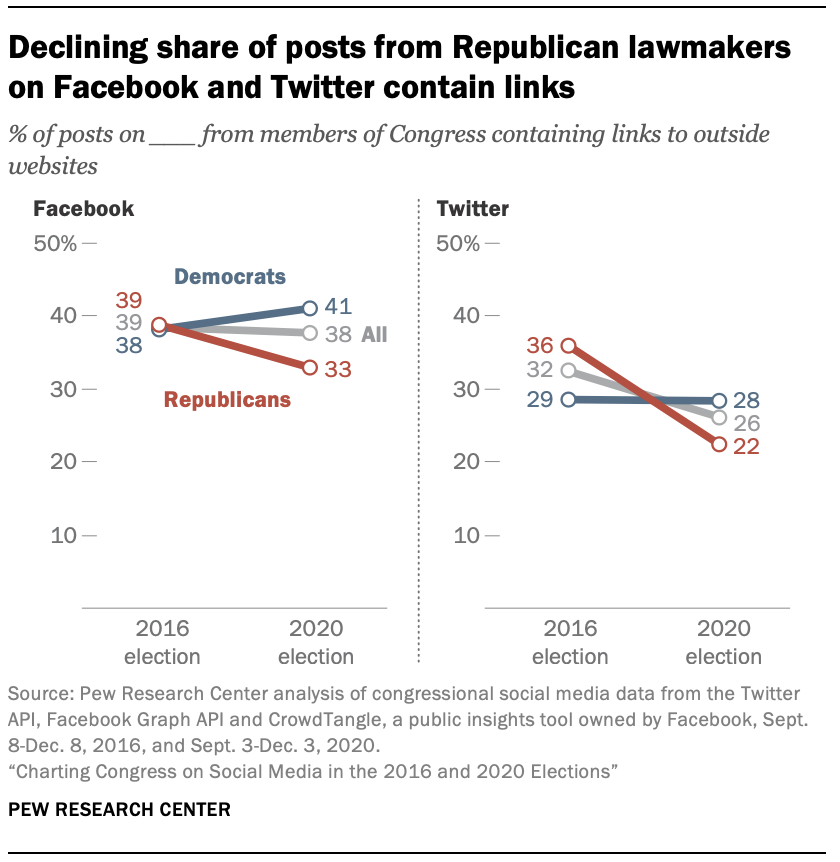 Declining share of posts from Republican lawmakers
on Facebook and Twitter contain links
% of posts on ___ from members of Congress containing links to outside
websites
Facebook
50%
40
30
20
10
Democrats
39
39
38
41
38 All
33
Republicans
2016
election
2020
election
Twitter
50%
40
30
20
10
36
32
29
28
26
22
2016
election
2020
election
Source: Pew Research Center analysis of congressional social media data from the Twitter
API, Facebook Graph API and CrowdTangle, a public insights tool owned by Facebook, Sept.
8-Dec. 8, 2016, and Sept. 3-Dec. 3, 2020.
“Charting Congress on Social Media in the 2016 and 2020 Elections”
PEW RESEARCH CENTER